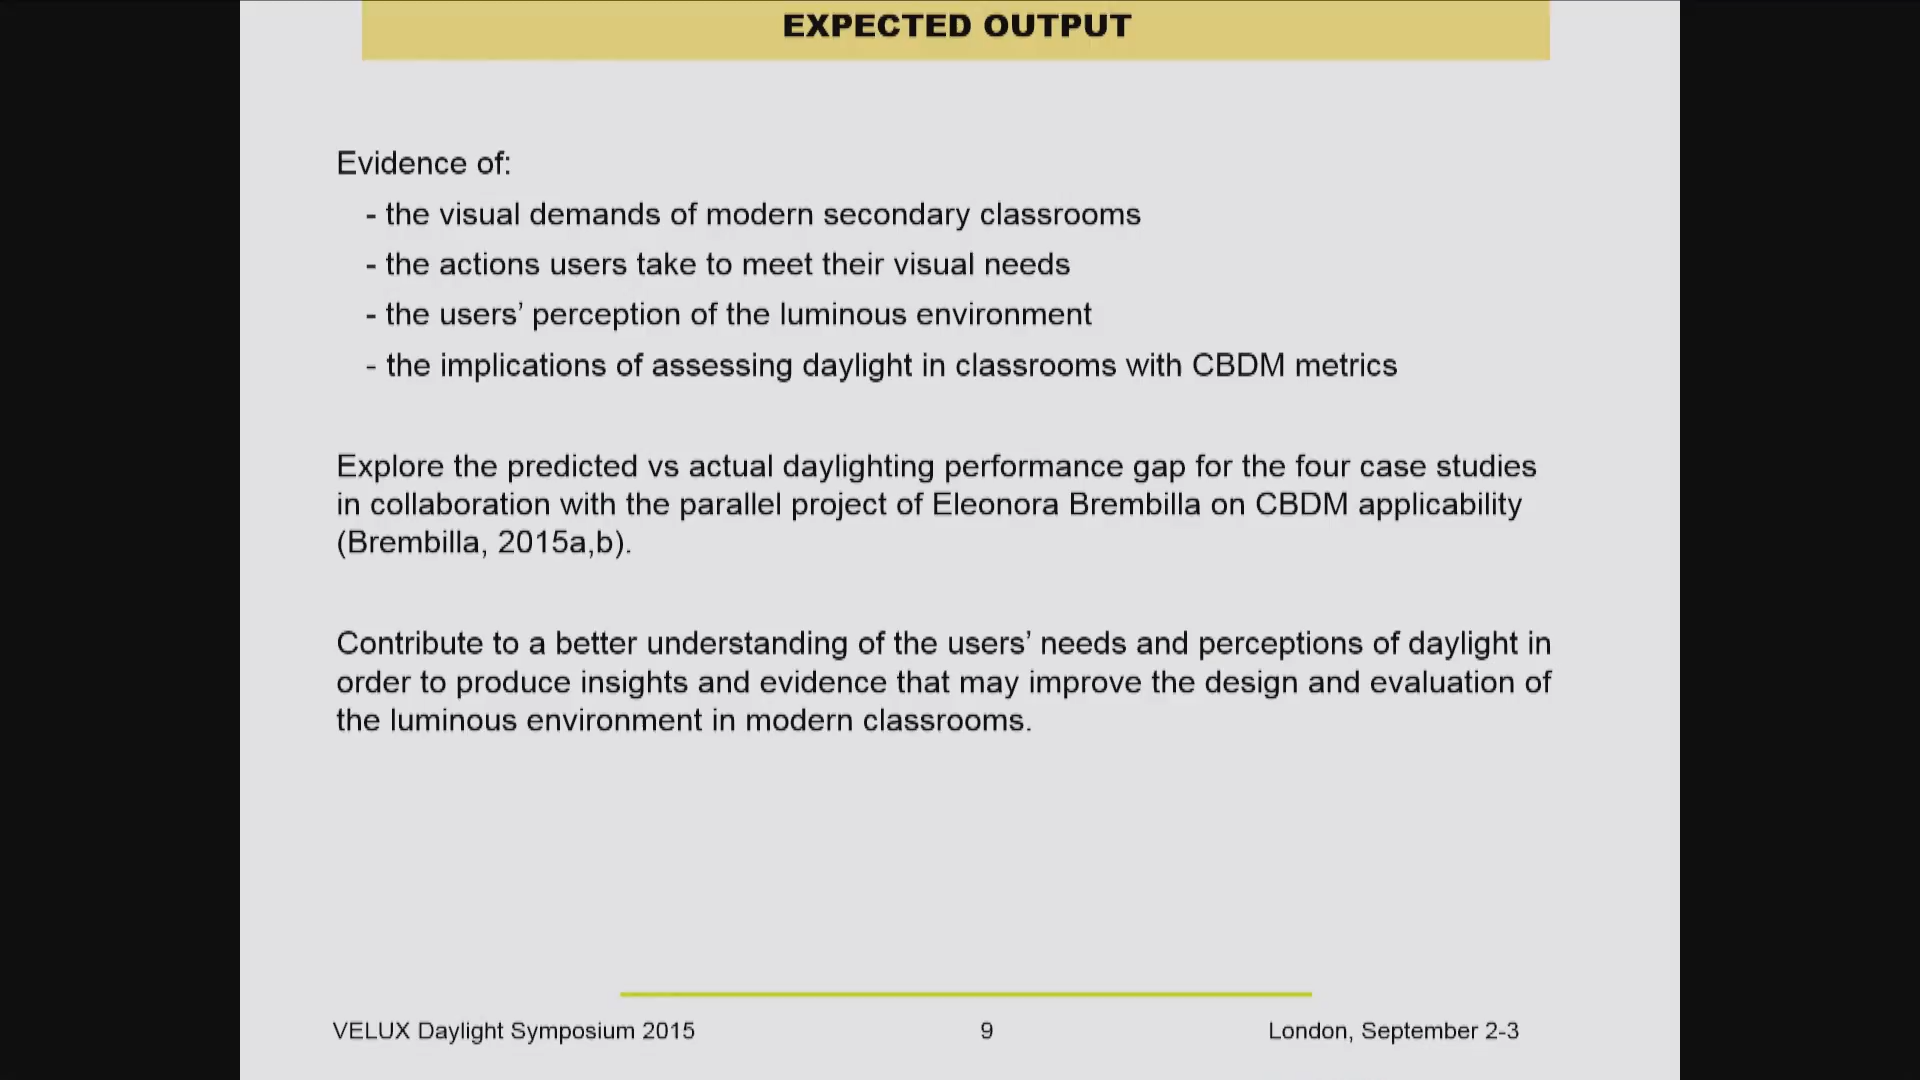 EXPECTED OUTPUT
Evidence of:
- the visual demands of modern secondary classrooms
- the actions users take to meet their visual needs
- the users’ perception of the luminous environment
- the implications of assessing daylight in classrooms with CBDM metrics
Explore the predicted vs actual daylighting performance gap for the four case studies
in collaboration with the parallel project of Eleonora Brembilla on CBDM applicability
(Brembilla, 2015a,b).
Contribute to a better understanding of the users’ needs and perceptions of daylight in
order to produce insights and evidence that may improve the design and evaluation of
the luminous environment in modern classrooms.
VELUX Daylight Symposium 2015 9 London, September 2-3